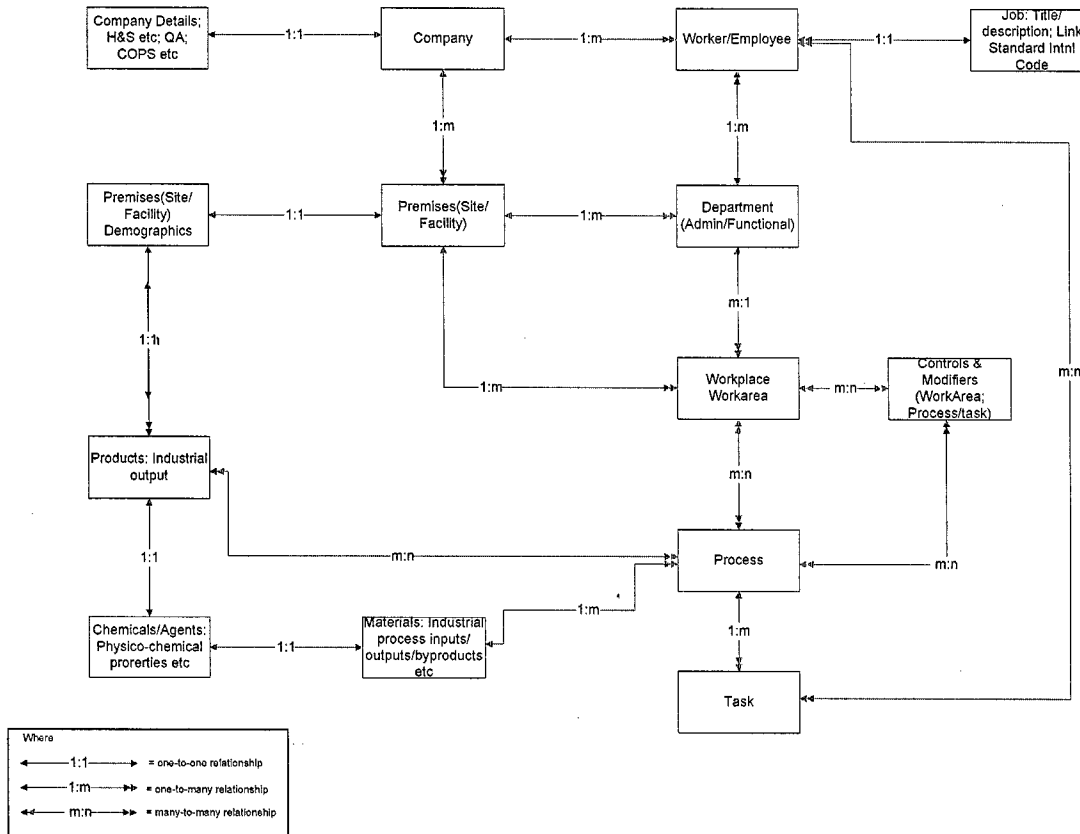 Company Details;
H&S etc; QA;
COPS etc
1:1
Company
1:m
Worker/Employee
1:1
Job: Title/
description; Link
Standard Intnl
Code
1:m
1:m
Premises(Site/
Facility)
Demographics
1:1
Premises(Site/
Facility)
1:m
Department
(Admin/Functional)
m:1
1:1
1:m
Workplace
Workarea
m:n
Controls &
Modifiers
(WorkArea;
Process/task)
m:n
Products: Industrial
output
m:n
m:n
Process
m:n
1:1
1:m
Chemicals/Agents:
Physico-chemical
prorerties etc
1:1
Materials: Industrial
process inputs/
outputs/byproducts
etc
1:m
Task
Where
1:1 = one-to-one relationship
1:m = one-to-many relationship
m:n = many-to-many relationship